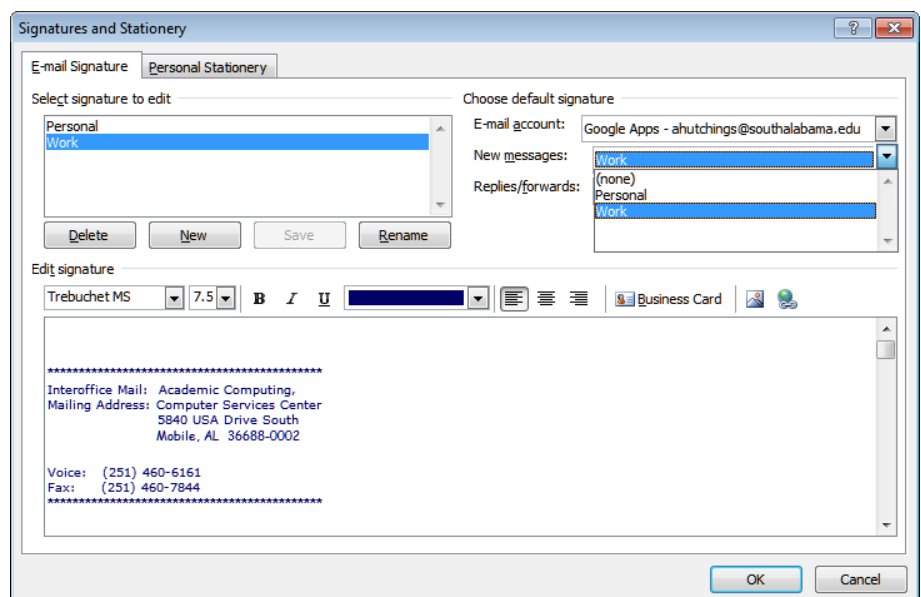 Signatures and Stationery
E-mail Signature Personal Stationery
Select signature to edit Choose default signature
Personal
Work
E-mail account: Google Apps - ahutchings@southalabama.edu
New messages: Work
Replies/forwards: (none)
Personal
Work
Delete New Save Rename
Edit signature
Trebuchet MS 7.5 B I U Business Card
********************************************
Interoffice Mail: Academic Computing,
Mailing Address: Computer Services Center
5840 USA Drive South
Mobile, AL 36688-0002
Voice: (251) 460-6161
Fax: (251) 460-7844
********************************************
OK Cancel